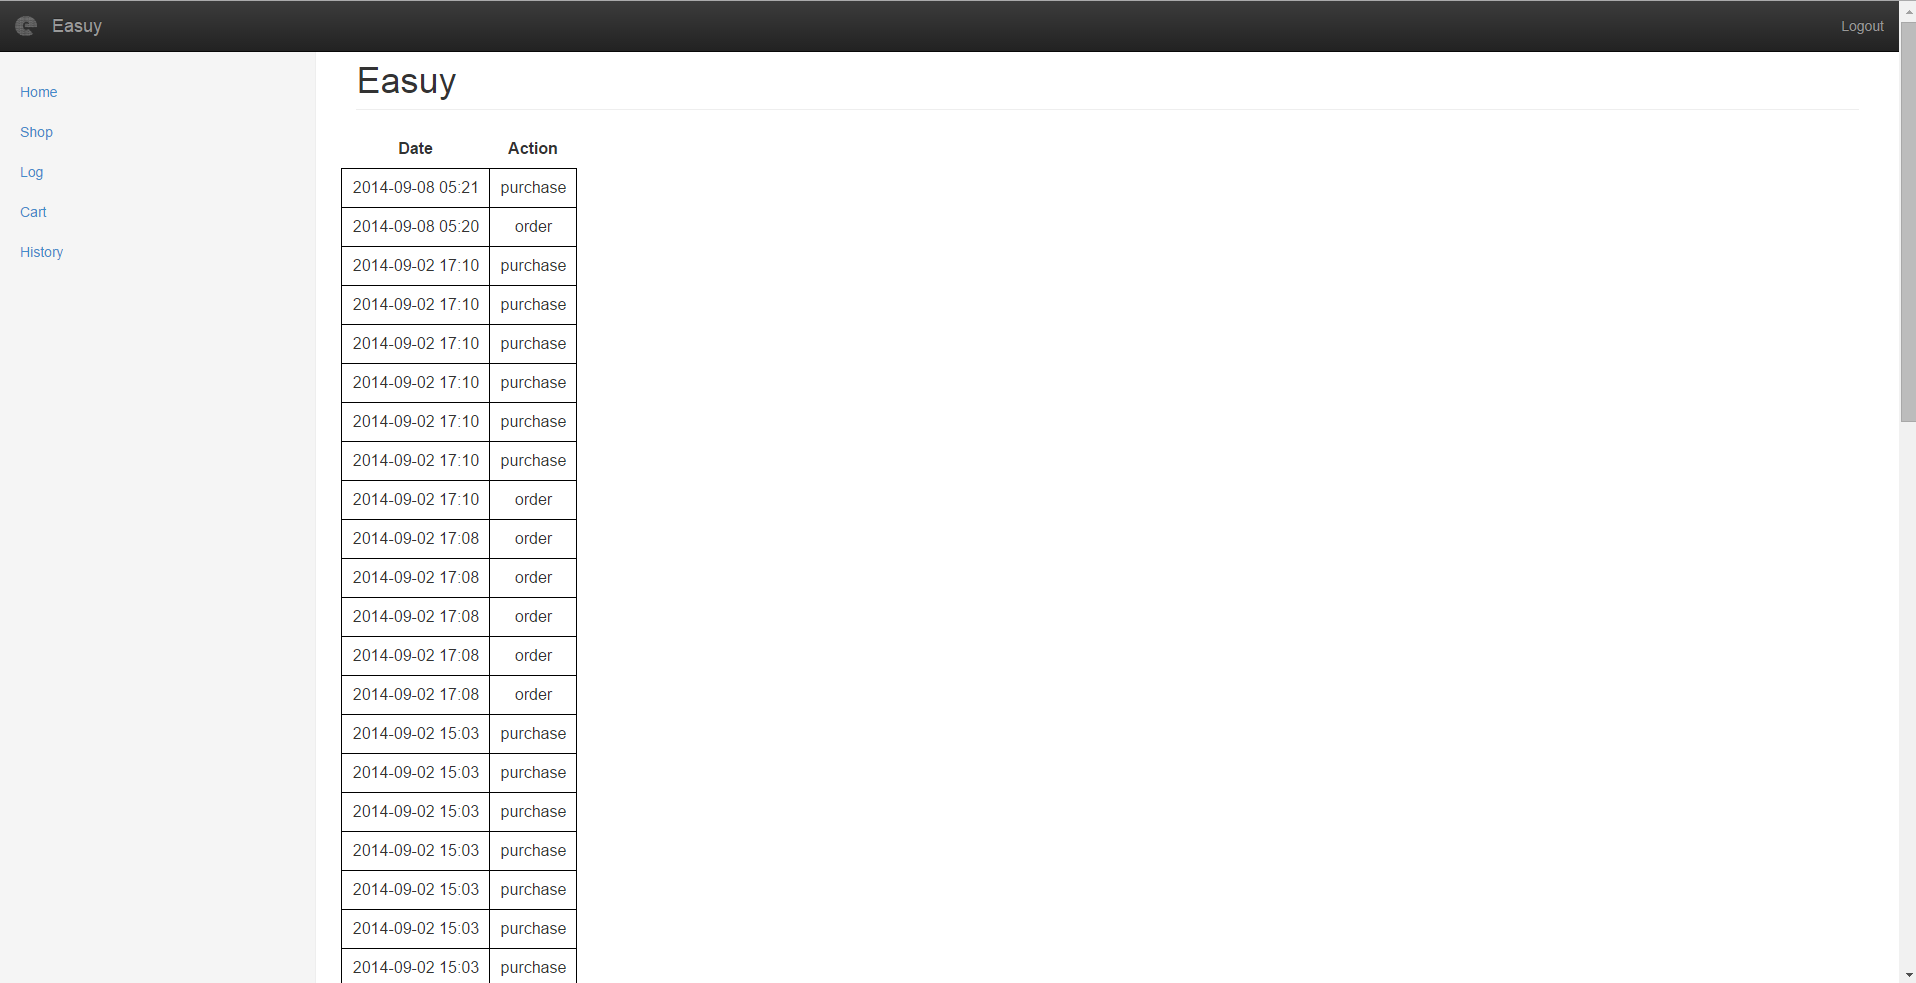 Easuy Logout
Home
Shop
Log
Cart
History
Easuy
Date Action
2014-09-08 05:21 purchase
2014-09-08 05:20 order
2014-09-02 17:10 purchase
2014-09-02 17:10 purchase
2014-09-02 17:10 purchase
2014-09-02 17:10 purchase
2014-09-02 17:10 purchase
2014-09-02 17:10 purchase
2014-09-02 17:10 order
2014-09-02 17:08 order
2014-09-02 17:08 order
2014-09-02 17:08 order
2014-09-02 17:08 order
2014-09-02 17:08 order
2014-09-02 15:03 purchase
2014-09-02 15:03 purchase
2014-09-02 15:03 purchase
2014-09-02 15:03 purchase
2014-09-02 15:03 purchase
2014-09-02 15:03 purchase
2014-09-02 15:03 purchase